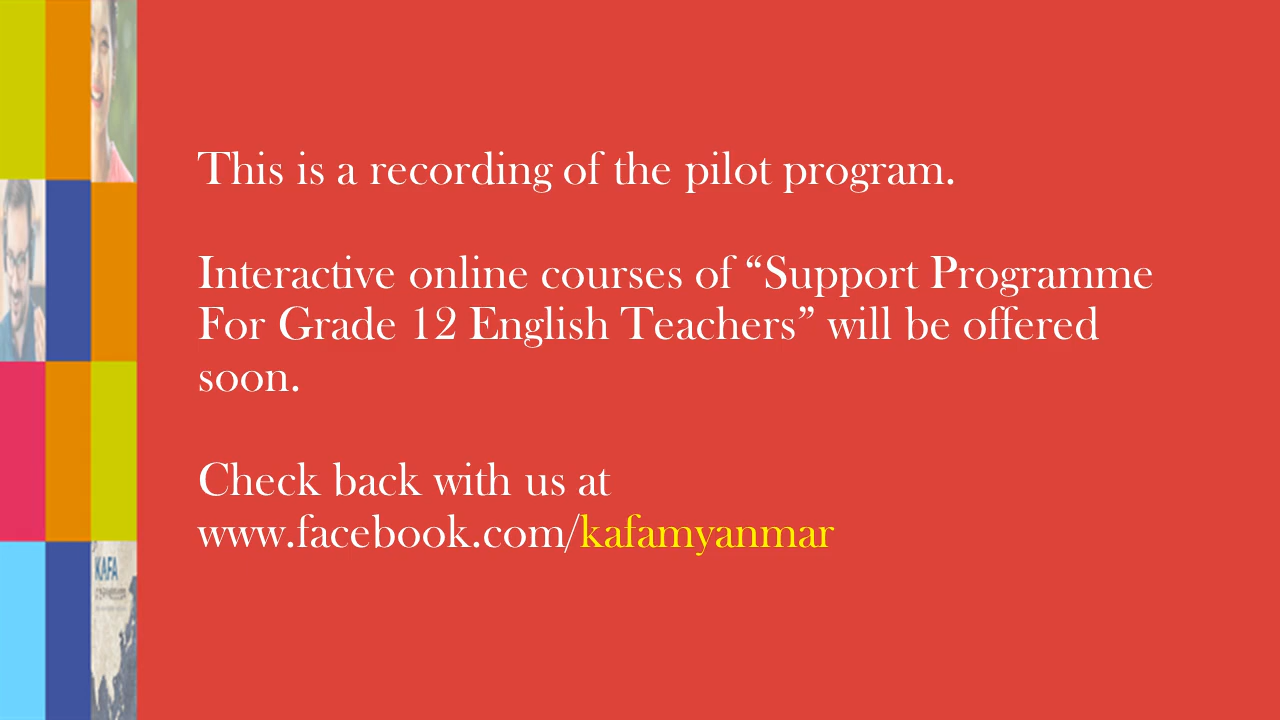 This is a recording of the pilot program.
Interactive online courses of “Support Programme
For Grade 12 English Teachers” will be offered
soon.
Check back with us at
www.facebook.com/kafamyanmar
KAFA